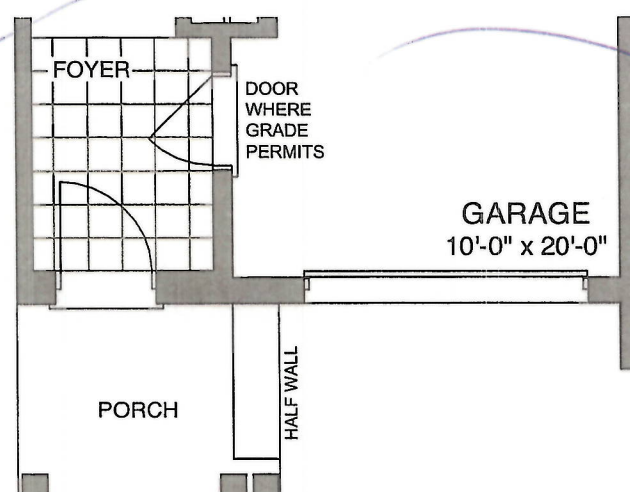 FOYER
DOOR
WHERE
GRADE
PERMITS
GARAGE
10'-0" x 20'-0"
HALF WALL
PORCH